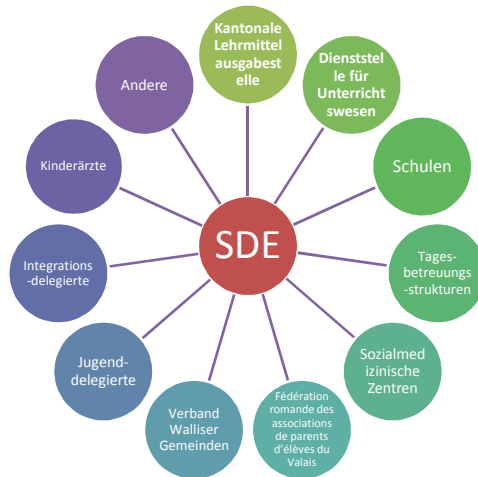 Kantonale
Lehrmittel
ausgabest
elle
Dienststel
le für
Unterricht
swesen
Schulen
Tages-
betreuungs
-strukturen
Sozialmed
izinische
Zentren
Fédération
romande des
associations
de parents
d'élèves du
Valais
Verband
Walliser
Gemeinden
Jugend-
delegierte
Integrations
-delegierte
Kinderärzte
Andere
SDE